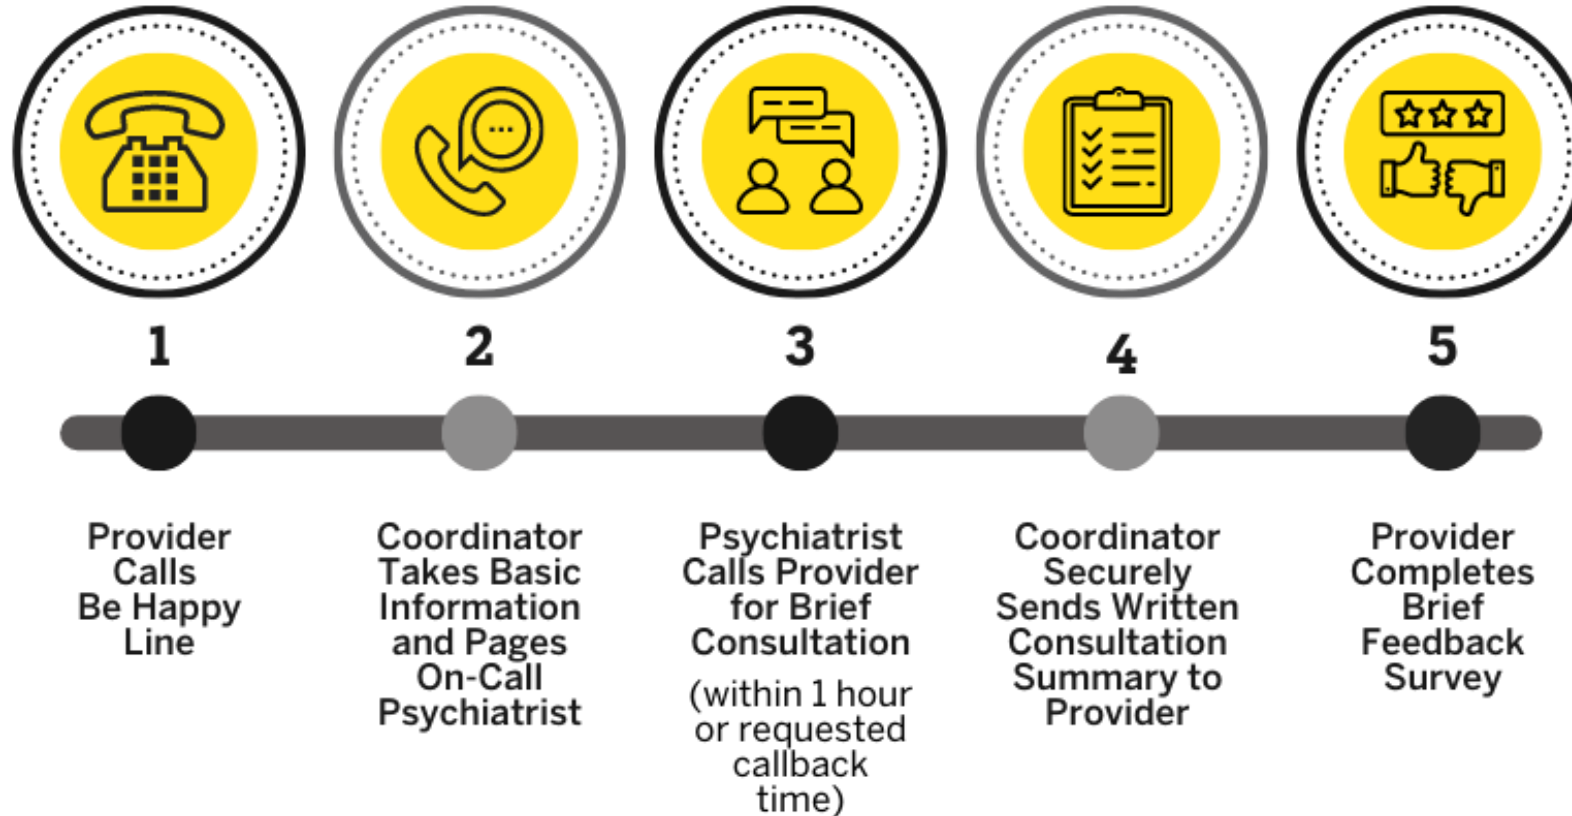 1
Provider
Calls
Be Happy
Line
2
Coordinator
Takes Basic
Information
and Pages
On-Call
Psychiatrist
3
Psychiatrist
Calls Provider
for Brief
Consultation
(within 1 hour
or requested
callback
time)
4
Coordinator
Securely
Sends Written
Consultation
Summary to
Provider
5
Provider
Completes
Brief
Feedback
Survey